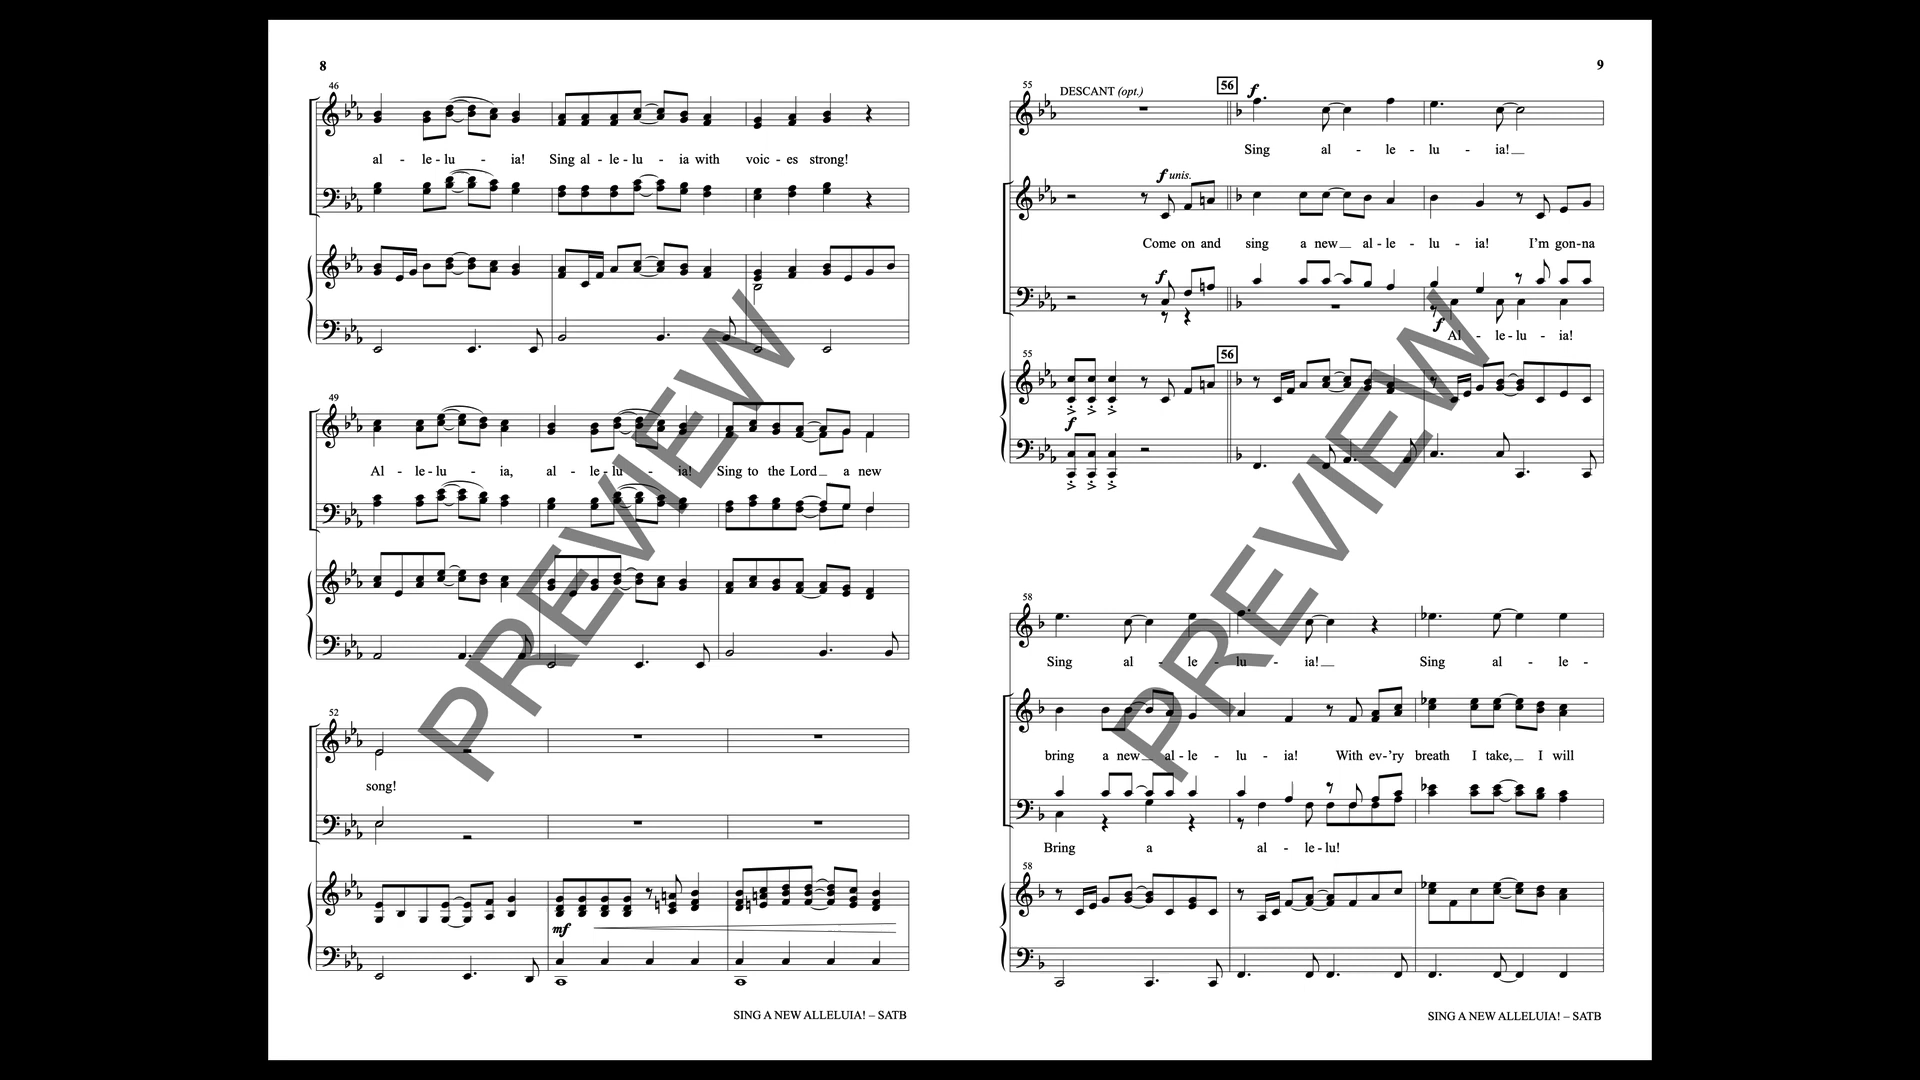 8
46
al - le - lu - ia! Sing al - le - lu - ia with voic - es strong!
49
Al - le - lu - ia, al - le - lu - ia! Sing to the Lord_ a new
52
song!
mf
SING A NEW ALLELUIA! – SATB
9
55 DESCANT (opt.) 56 f
Sing al - le - lu - ia!_
f unis.
Come on and sing a new_ al - le - lu - ia! I'm gon-na
f
f
Al - le - lu - ia!
55 56
f
58
Sing al - le - lu - ia!_ Sing al - le -
bring a new_ al - le - lu - ia! With ev-'ry breath I take,_ I will
Bring a al - le - lu!
58
SING A NEW ALLELUIA! – SATB
PREVIEW
PREVIEW